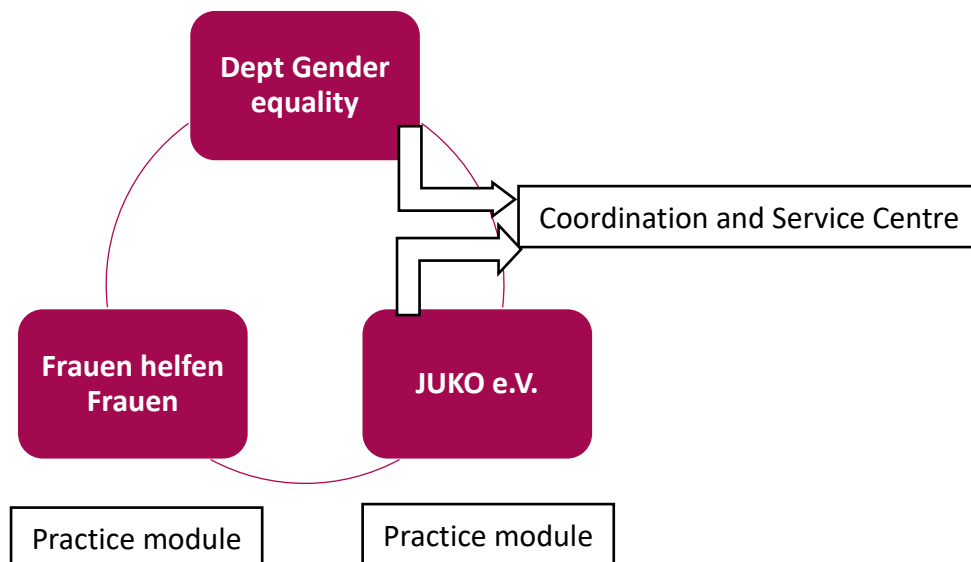 Dept Gender
equality
Coordination and Service Centre
Frauen helfen
Frauen
JUKO e.V.
Practice module
Practice module